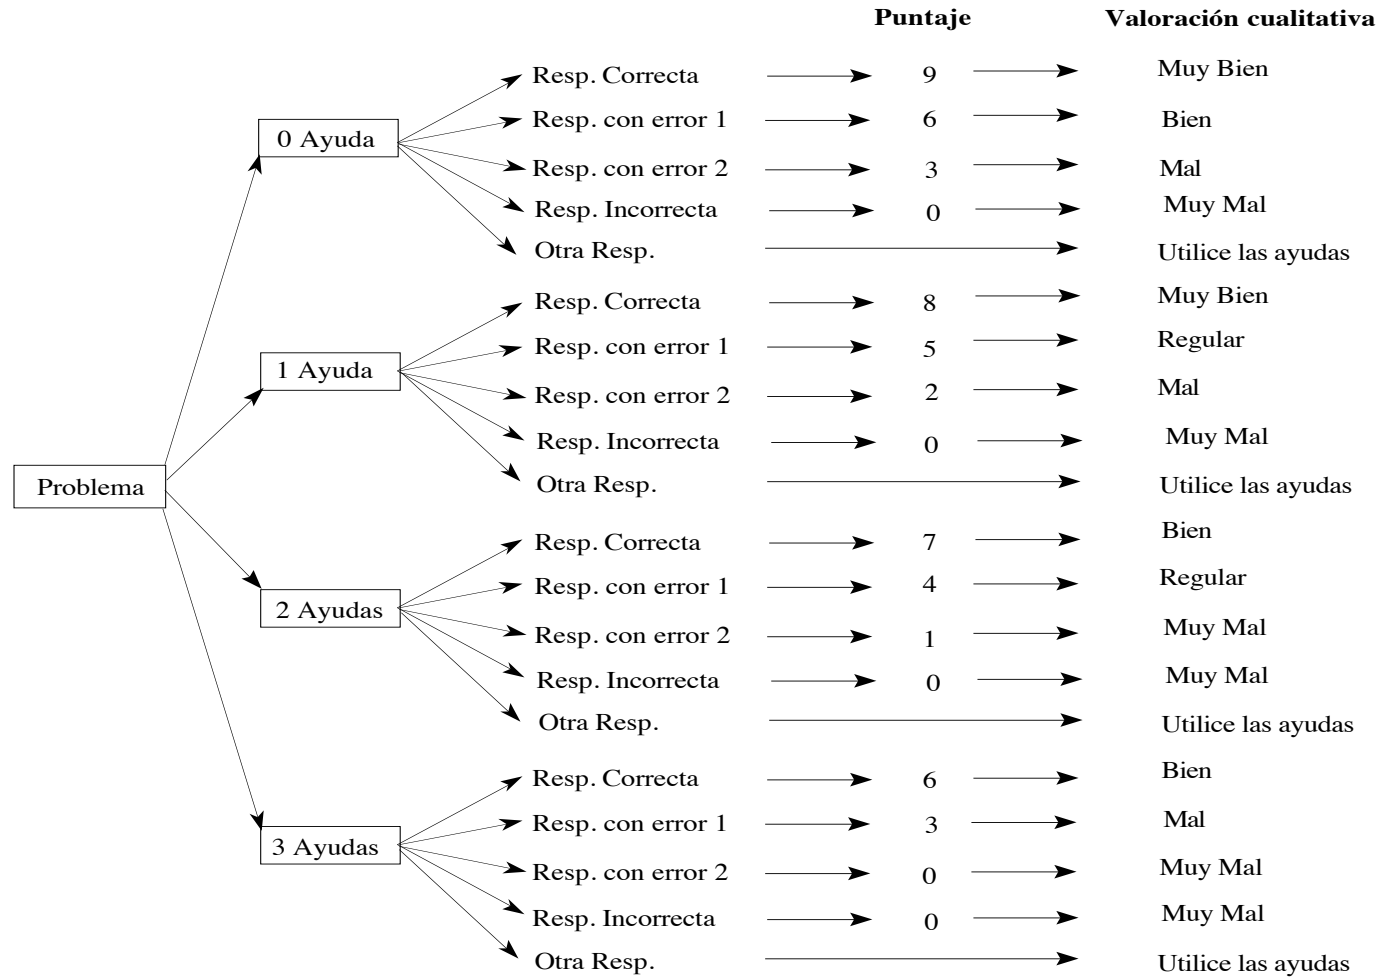 Puntaje Valoración cualitativa
Resp. Correcta 9 Muy Bien
Resp. con error 1 6 Bien
0 Ayuda
Resp. con error 2 3 Mal
Resp. Incorrecta 0 Muy Mal
Otra Resp. Utilice las ayudas
Resp. Correcta 8 Muy Bien
Resp. con error 1 5 Regular
1 Ayuda
Resp. con error 2 2 Mal
Resp. Incorrecta 0 Muy Mal
Otra Resp. Utilice las ayudas
Problema
Resp. Correcta 7 Bien
Resp. con error 1 4 Regular
2 Ayudas
Resp. con error 2 1 Muy Mal
Resp. Incorrecta 0 Muy Mal
Otra Resp. Utilice las ayudas
Resp. Correcta 6 Bien
Resp. con error 1 3 Mal
3 Ayudas
Resp. con error 2 0 Muy Mal
Resp. Incorrecta 0 Muy Mal
Otra Resp. Utilice las ayudas